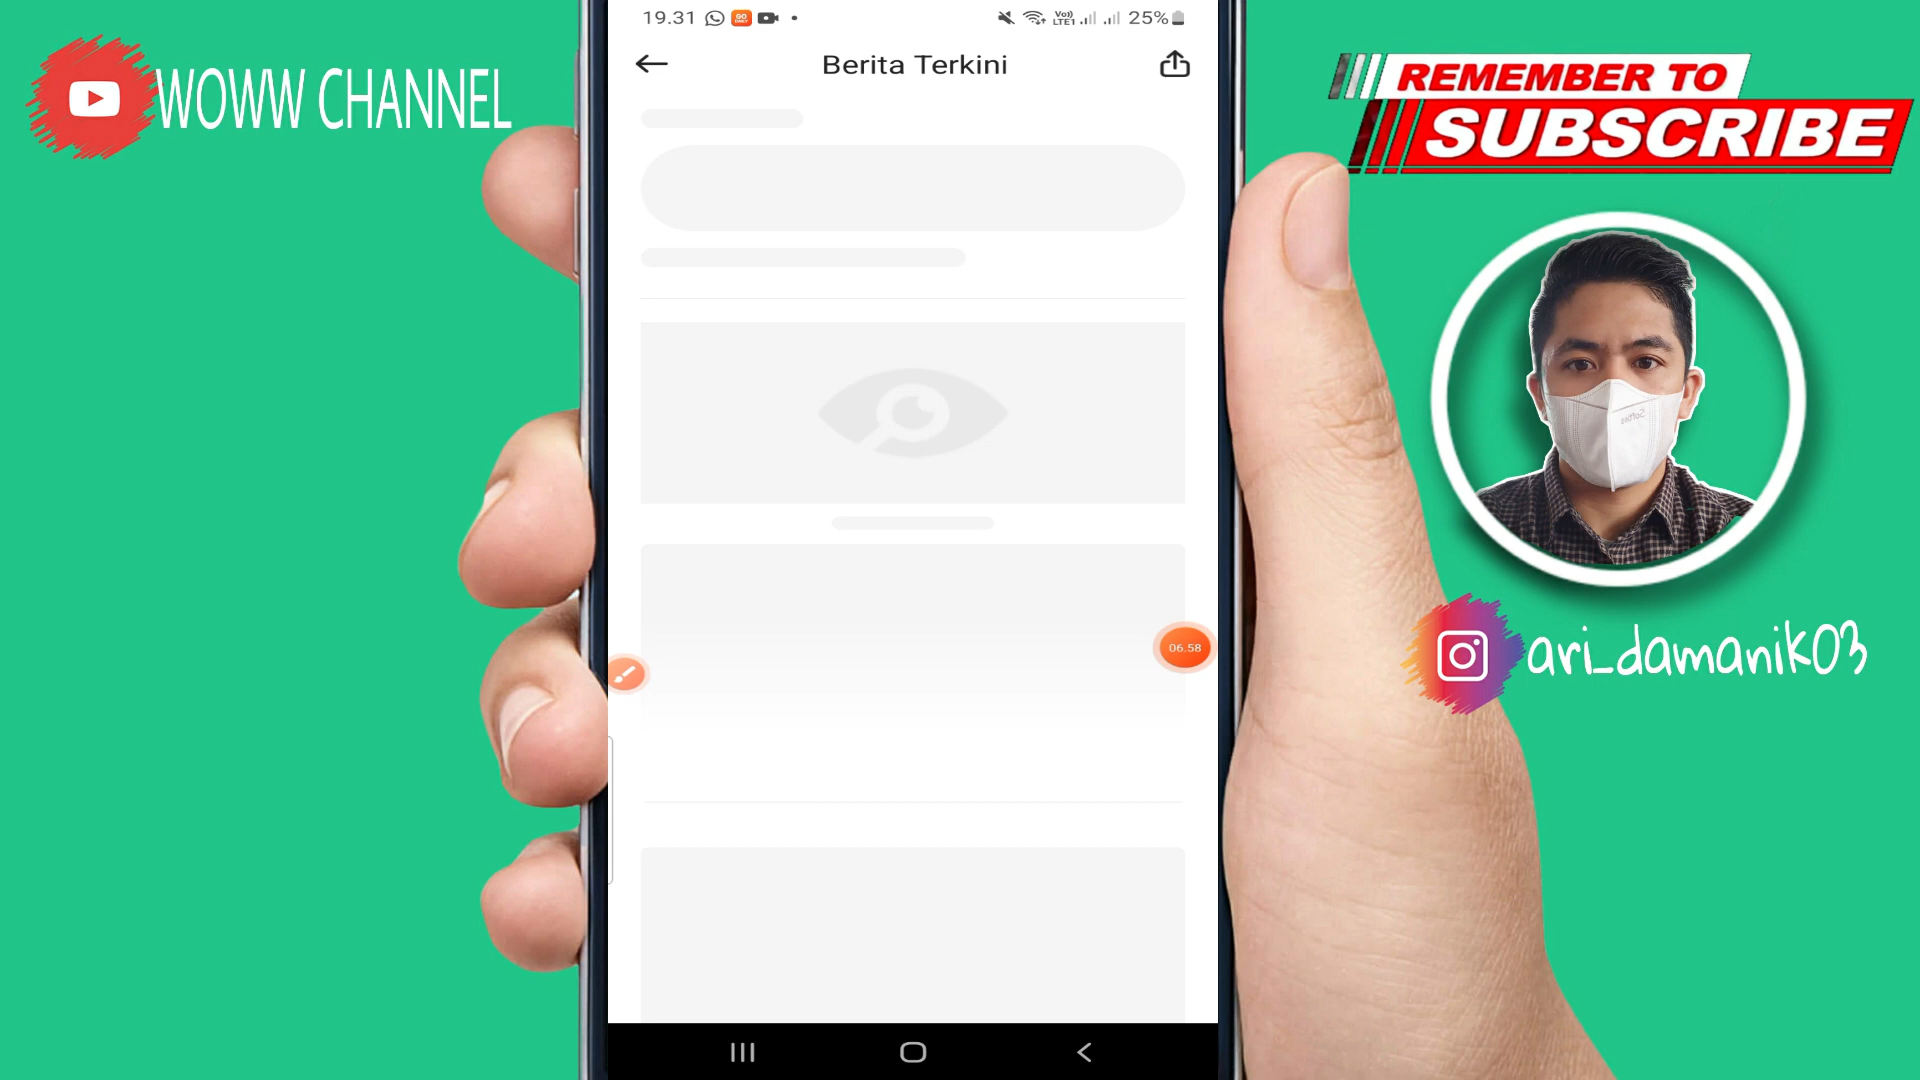 19.31
25%
Berita Terkini
WOWW CHANNEL
REMEMBER TO
SUBSCRIBE
06.58
ari_damanik03